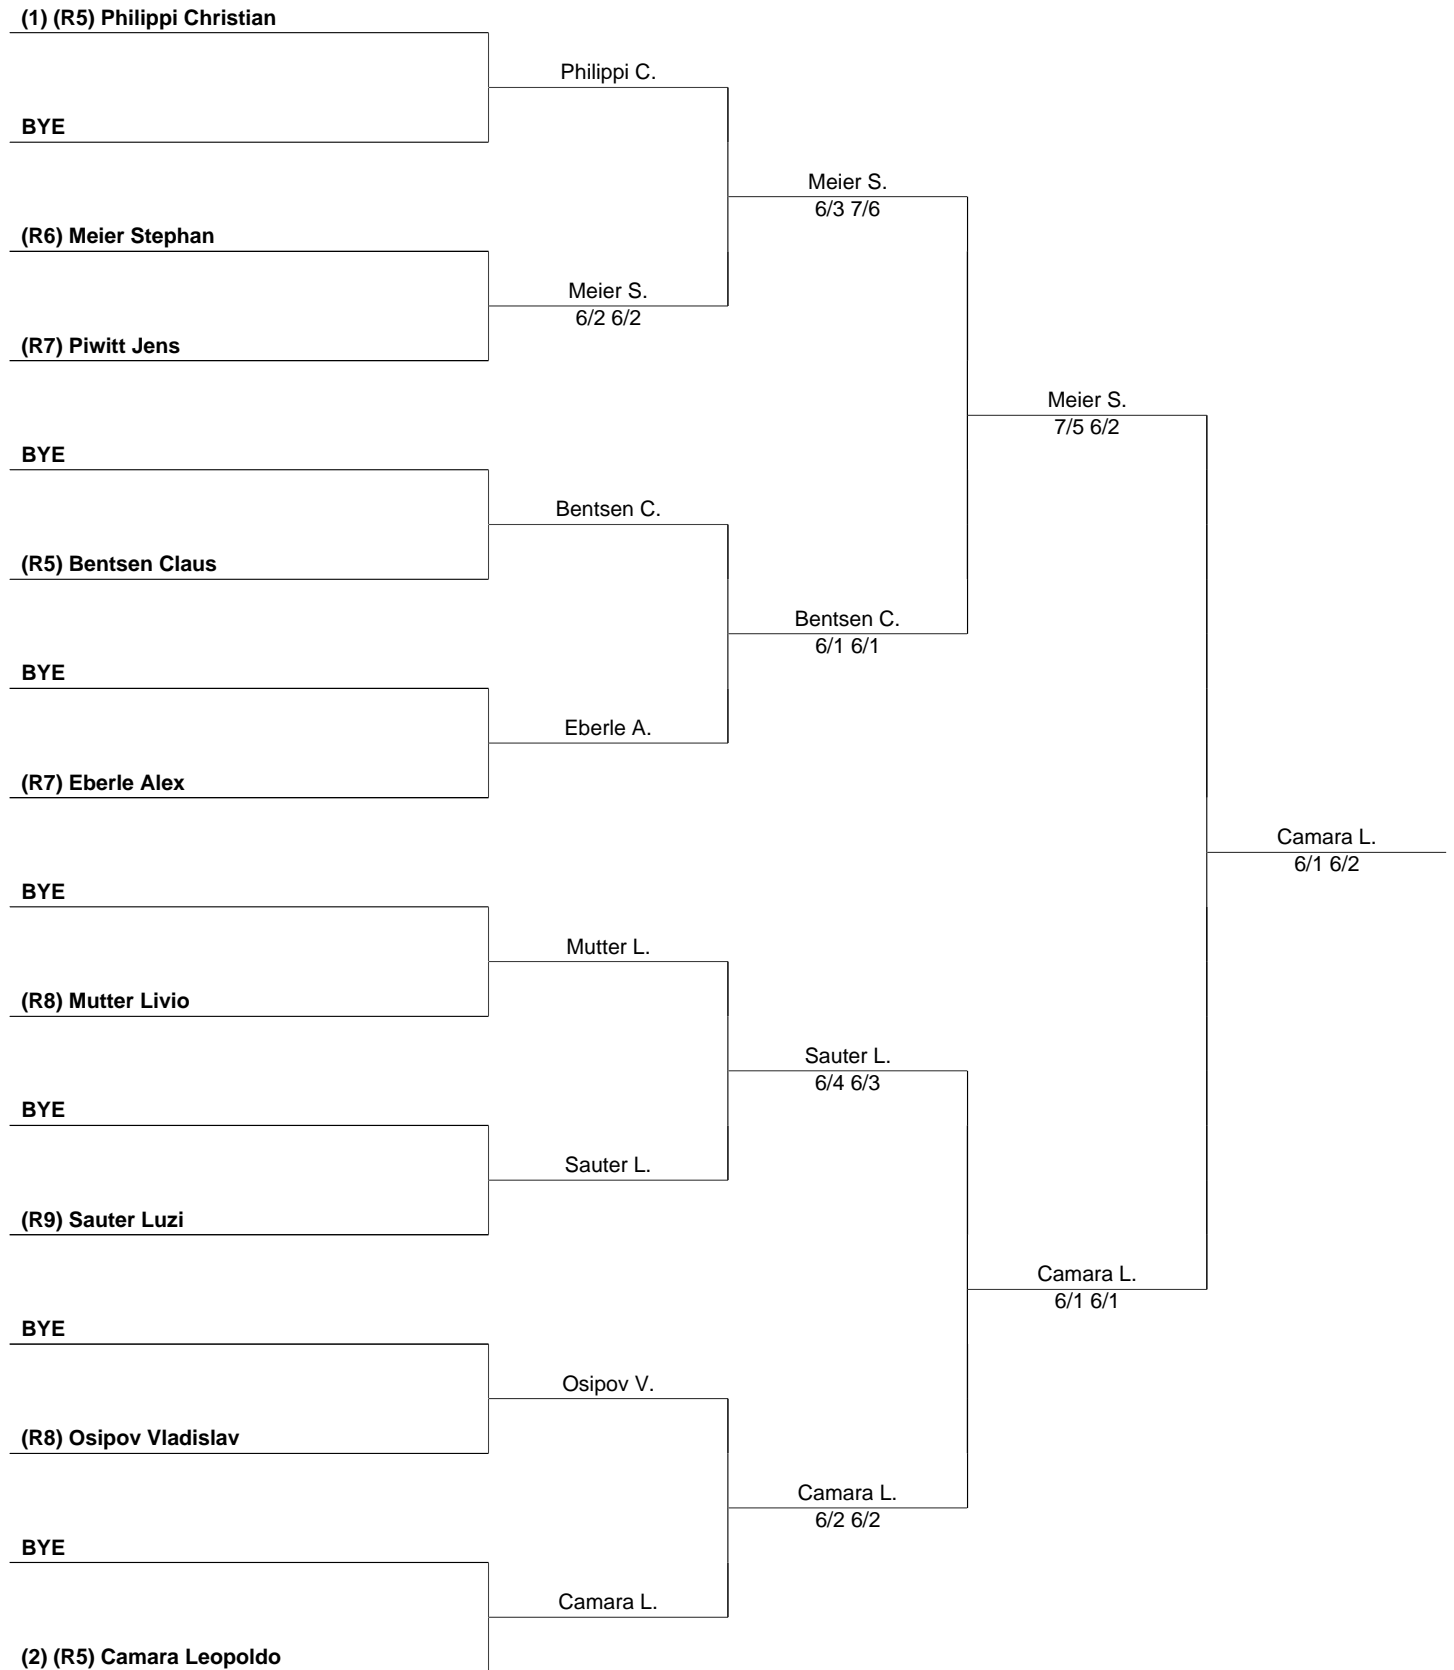 (1) (R5) Philippi Christian
Philippi C.
BYE
Meier S.
6/3 7/6
(R6) Meier Stephan
Meier S.
6/2 6/2
(R7) Piwitt Jens
Meier S.
7/5 6/2
BYE
Bentsen C.
(R5) Bentsen Claus
Bentsen C.
6/1 6/1
BYE
Eberle A.
(R7) Eberle Alex
Camara L.
6/1 6/2
BYE
Mutter L.
(R8) Mutter Livio
Sauter L.
6/4 6/3
BYE
Sauter L.
(R9) Sauter Luzi
Camara L.
6/1 6/1
BYE
Osipov V.
(R8) Osipov Vladislav
Camara L.
6/2 6/2
BYE
Camara L.
(2) (R5) Camara Leopoldo